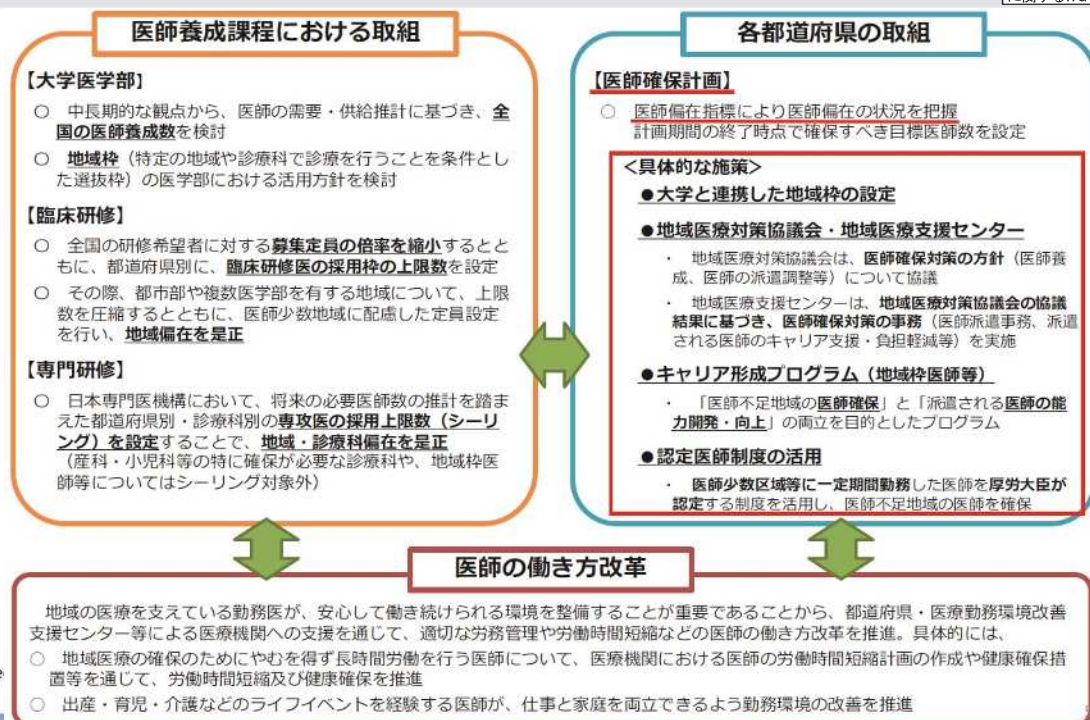 医師養成課程における取組
【大学医学部】
○ 中長期的な観点から、医師の需要・供給推計に基づき、全
国の医師養成数を検討
○ 地域枠（特定の地域や診療科で診療を行うことを条件とし
た選抜枠）の医学部における活用方針を検討
【臨床研修】
○ 全国の研修希望者に対する募集定員の倍率を縮小するとと
もに、都道府県別に、臨床研修医の採用枠の上限数を設定
○ その際、都市部や複数医学部を有する地域について、上限
数を圧縮するとともに、医師少数地域に配慮した定員設定
を行い、地域偏在を是正
【専門研修】
○ 日本専門医機構において、将来の必要医師数の推計を踏ま
えた都道府県別・診療科別の専攻医の採用上限数（シーリ
ング）を設定することで、地域・診療科偏在を是正
（産科・小児科等の特に確保が必要な診療科や、地域枠医
師等についてはシーリング対象外）
各都道府県の取組
【医師確保計画】
○ 医師偏在指標により医師偏在の状況を把握
計画期間の終了時点で確保すべき目標医師数を設定
＜具体的な施策＞
●大学と連携した地域枠の設定
●地域医療対策協議会・地域医療支援センター
・ 地域医療対策協議会は、医師確保対策の方針（医師養
成、医師の派遣調整等）について協議
・ 地域医療支援センターは、地域医療対策協議会の協議
結果に基づき、医師確保対策の事務（医師派遣事務、派遣
される医師のキャリア支援・負担軽減等）を実施
●キャリア形成プログラム（地域枠医師等）
・ 「医師不足地域の医師確保」と「派遣される医師の能
力開発・向上」の両立を目的としたプログラム
●認定医師制度の活用
・ 医師少数区域等に一定期間勤務した医師を厚労大臣が
認定する制度を活用し、医師不足地域の医師を確保
医師の働き方改革
地域の医療を支えている勤務医が、安心して働き続けられる環境を整備することが重要であることから、都道府県・医療勤務環境改善
支援センター等による医療機関への支援を通じて、適切な労務管理や労働時間短縮などの医師の働き方改革を推進。具体的には、
○ 地域医療の確保のためにやむを得ず長時間労働を行う医師について、医療機関における医師の労働時間短縮計画の作成や健康確保措
置等を通じて、労働時間短縮及び健康確保を推進
○ 出産・育児・介護などのライフイベントを経験する医師が、仕事と家庭を両立できるよう勤務環境の改善を推進